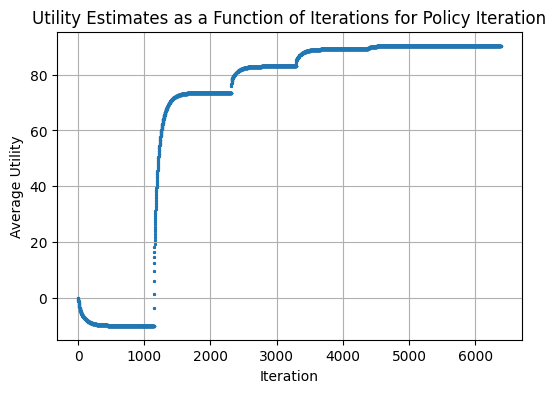 Utility Estimates as a Function of Iterations for Policy Iteration
80
60
40
20
0
Average Utility
0 1000 2000 3000 4000 5000 6000
Iteration